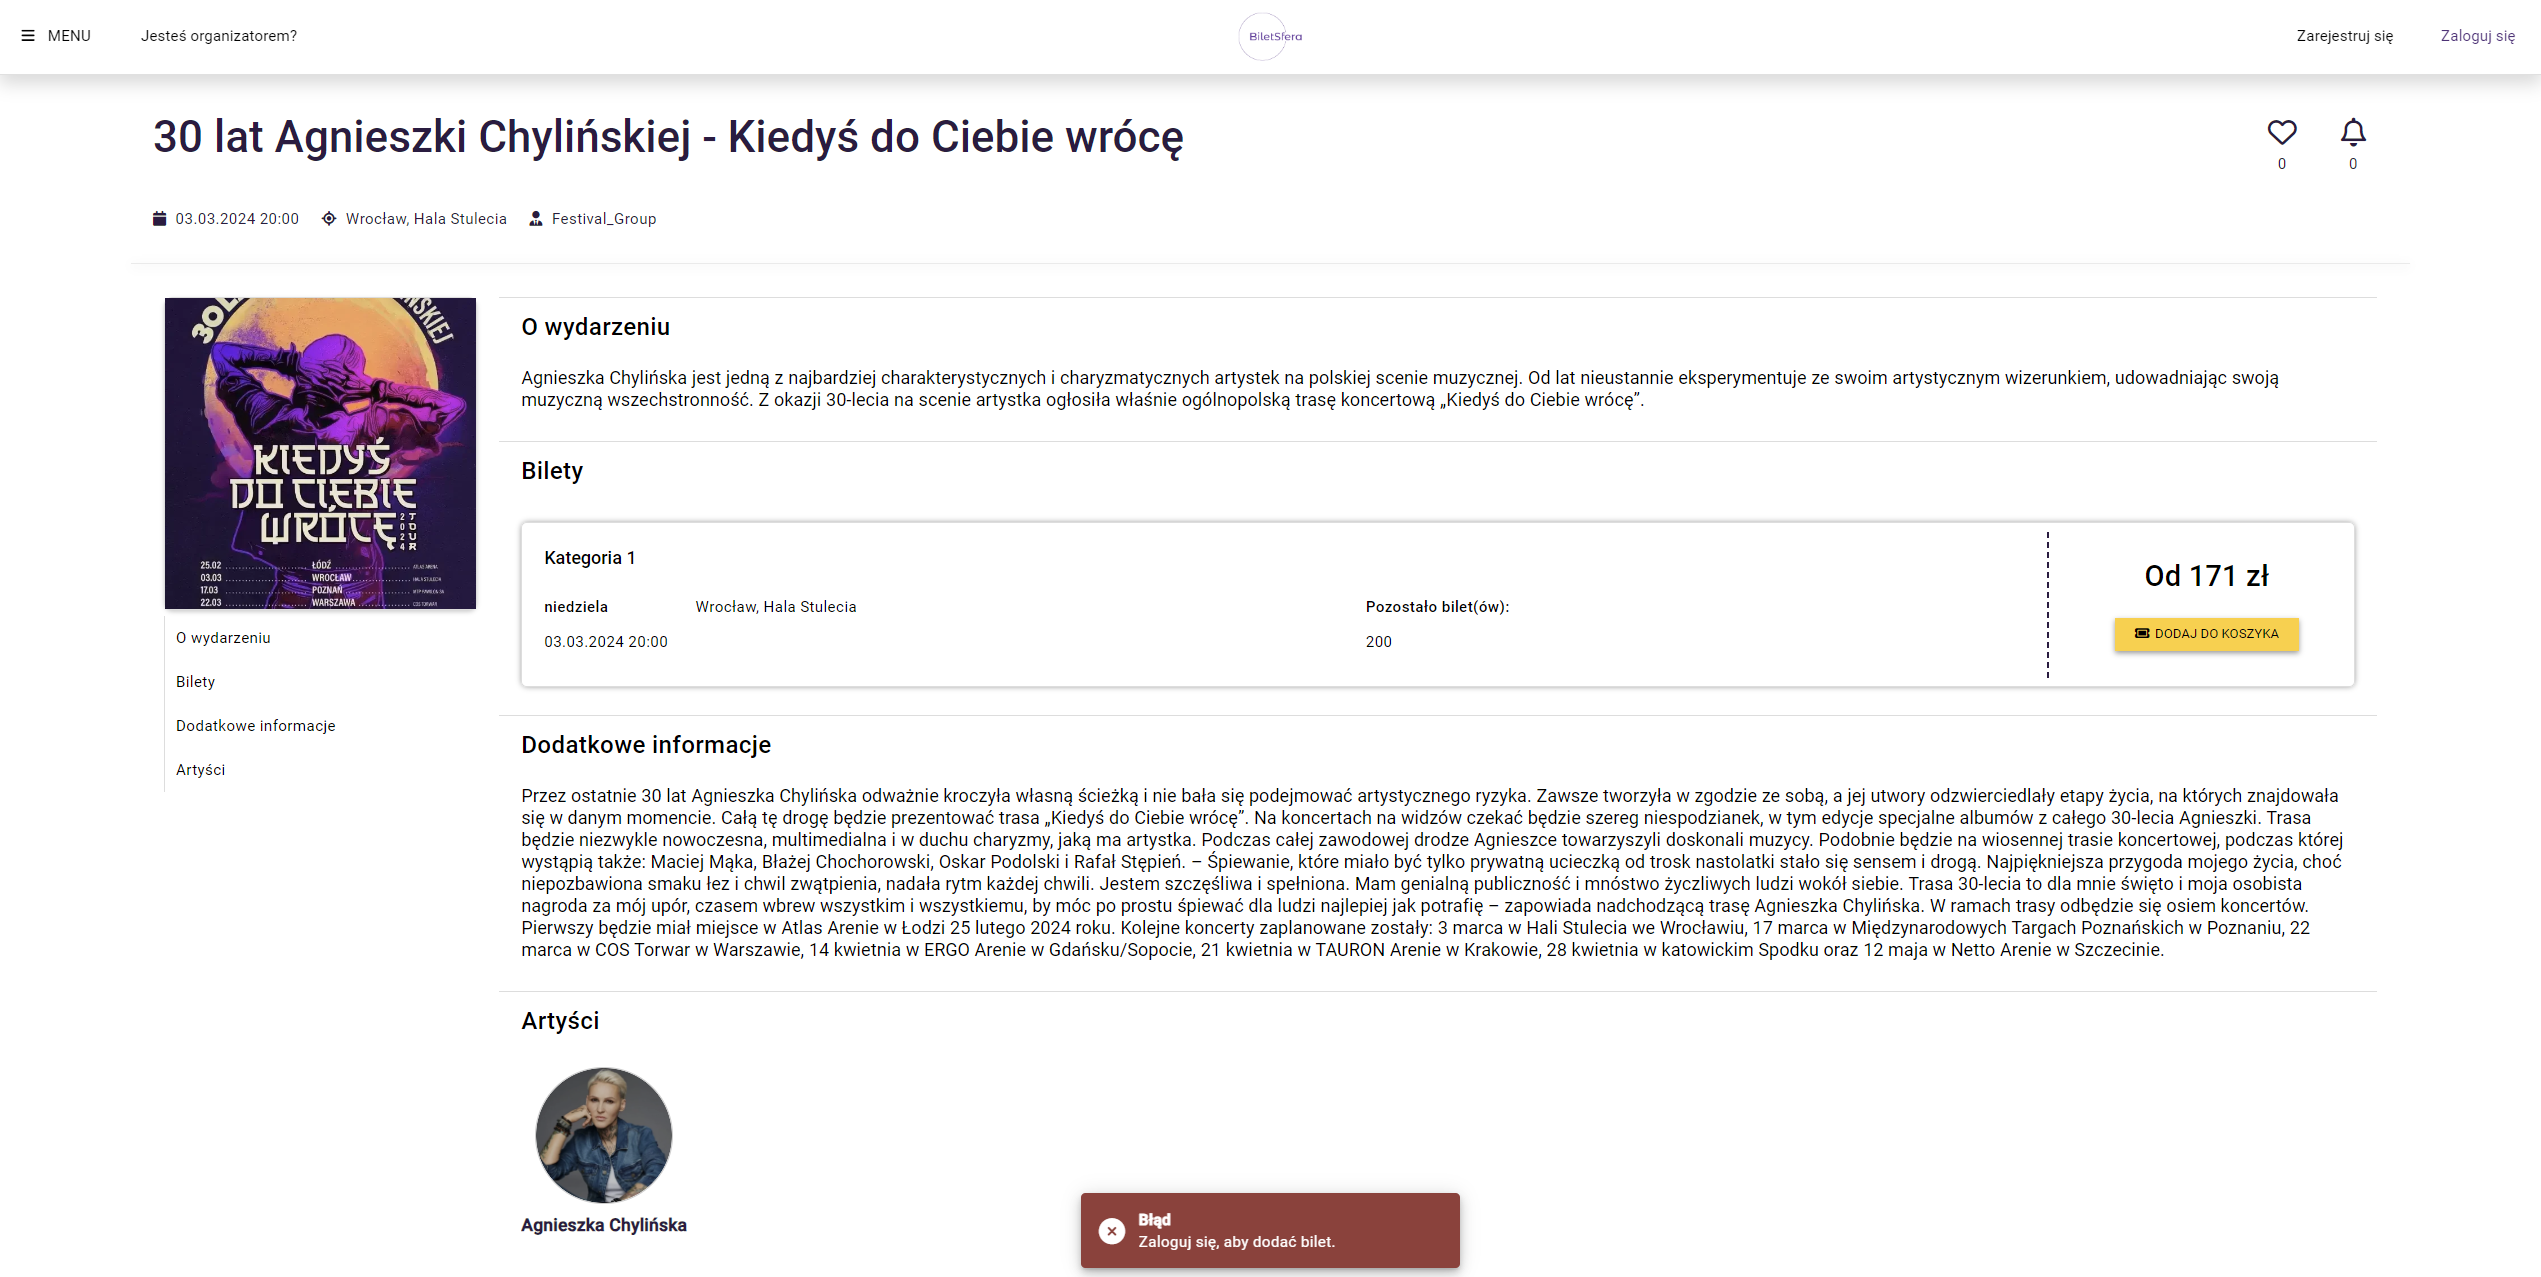 MENU
Jesteś organizatorem?
BiletSfera
Zarejestruj się
Zaloguj się
30 lat Agnieszki Chylińskiej - Kiedyś do Ciebie wrócę
0
0
03.03.2024 20:00
Wrocław, Hala Stulecia
Festival_Group
KIEDYŚ
DO CIEBIE
WRÓCĘ
2024
TOUR
25.02 ŁÓDŹ ATLAS ARENA
03.03 WROCŁAW HALA STULECIA
17.03 POZNAŃ
22.03 WARSZAWA COS TORWAR
O wydarzeniu
Bilety
Dodatkowe informacje
Artyści
O wydarzeniu
Agnieszka Chylińska jest jedną z najbardziej charakterystycznych i charyzmatycznych artystek na polskiej scenie muzycznej. Od lat nieustannie eksperymentuje ze swoim artystycznym wizerunkiem, udowadniając swoją
muzyczną wszechstronność. Z okazji 30-lecia na scenie artystka ogłosiła właśnie ogólnopolską trasę koncertową „Kiedyś do Ciebie wrócę”.
Bilety
Kategoria 1
niedziela
Wrocław, Hala Stulecia
Pozostało bilet(ów):
03.03.2024 20:00
200
Od 171 zł
DODAJ DO KOSZYKA
Dodatkowe informacje
Przez ostatnie 30 lat Agnieszka Chylińska odważnie kroczyła własną ścieżką i nie bała się podejmować artystycznego ryzyka. Zawsze tworzyła w zgodzie ze sobą, a jej utwory odzwierciedlały etapy życia, na których znajdowała
się w danym momencie. Całą tę drogę będzie prezentować trasa „Kiedyś do Ciebie wrócę”. Na koncertach na widzów czekać będzie szereg niespodzianek, w tym edycje specjalne albumów z całego 30-lecia Agnieszki. Trasa
będzie niezwykle nowoczesna, multimedialna i w duchu charyzmy, jaką ma artystka. Podczas całej zawodowej drodze Agnieszce towarzyszyli doskonali muzycy. Podobnie będzie na wiosennej trasie koncertowej, podczas której
wystąpią także: Maciej Mąka, Błażej Chochorowski, Oskar Podolski i Rafał Stępień. – Śpiewanie, które miało być tylko prywatną ucieczką od trosk nastolatki stało się sensem i drogą. Najpiękniejsza przygoda mojego życia, choć
niepozbawiona smaku łez i chwil zwątpienia, nadała rytm każdej chwili. Jestem szczęśliwa i spełniona. Mam genialną publiczność i mnóstwo życzliwych ludzi wokół siebie. Trasa 30-lecia to dla mnie święto i moja osobista
nagroda za mój upór, czasem wbrew wszystkim i wszystkiemu, by móc po prostu śpiewać dla ludzi najlepiej jak potrafię – zapowiada nadchodzącą trasę Agnieszka Chylińska. W ramach trasy odbędzie się osiem koncertów.
Pierwszy będzie miał miejsce w Atlas Arenie w Łodzi 25 lutego 2024 roku. Kolejne koncerty zaplanowane zostały: 3 marca w Hali Stulecia we Wrocławiu, 17 marca w Międzynarodowych Targach Poznańskich w Poznaniu, 22
marca w COS Torwar w Warszawie, 14 kwietnia w ERGO Arenie w Gdańsku/Sopocie, 21 kwietnia w TAURON Arenie w Krakowie, 28 kwietnia w katowickim Spodku oraz 12 maja w Netto Arenie w Szczecinie.
Artyści
Agnieszka Chylińska
Błąd
Zaloguj się, aby dodać bilet.